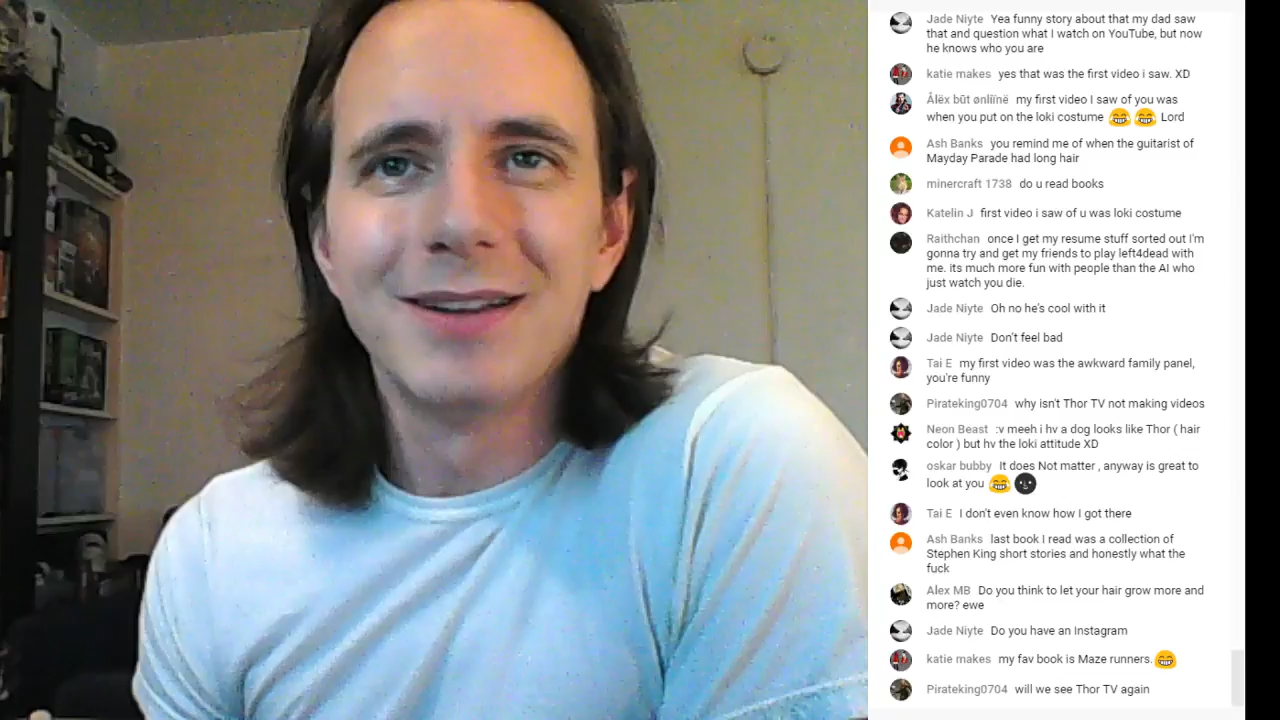 Jade Niyte Yea funny story about that my dad saw
that and question what I watch on YouTube, but now
he knows who you are
katie makes yes that was the first video i saw. XD
Ålëx būt ønlïïnë my first video I saw of you was
when you put on the loki costume 😂 😂 Lord
Ash Banks you remind me of when the guitarist of
Mayday Parade had long hair
minercraft 1738 do u read books
Katelin J first video i saw of u was loki costume
Raithchan once I get my resume stuff sorted out I'm
gonna try and get my friends to play left4dead with
me. its much more fun with people than the AI who
just watch you die.
Jade Niyte Oh no he's cool with it
Jade Niyte Don't feel bad
Tai E my first video was the awkward family panel,
you're funny
Pirateking0704 why isn't Thor TV not making videos
Neon Beast :v meeh i hv a dog looks like Thor ( hair
color ) but hv the loki attitude XD
oskar bubby It does Not matter , anyway is great to
look at you 😂 🌚
Tai E I don't even know how I got there
Ash Banks last book I read was a collection of
Stephen King short stories and honestly what the
fuck
Alex MB Do you think to let your hair grow more and
more? ewe
Jade Niyte Do you have an Instagram
katie makes my fav book is Maze runners.😂
Pirateking0704 will we see Thor TV again